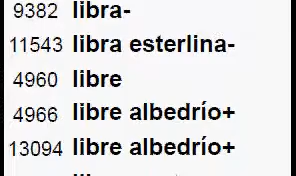 9382 libra-
11543 libra esterlina-
4960 libre
4966 libre albedrío+
13094 libre albedrío+